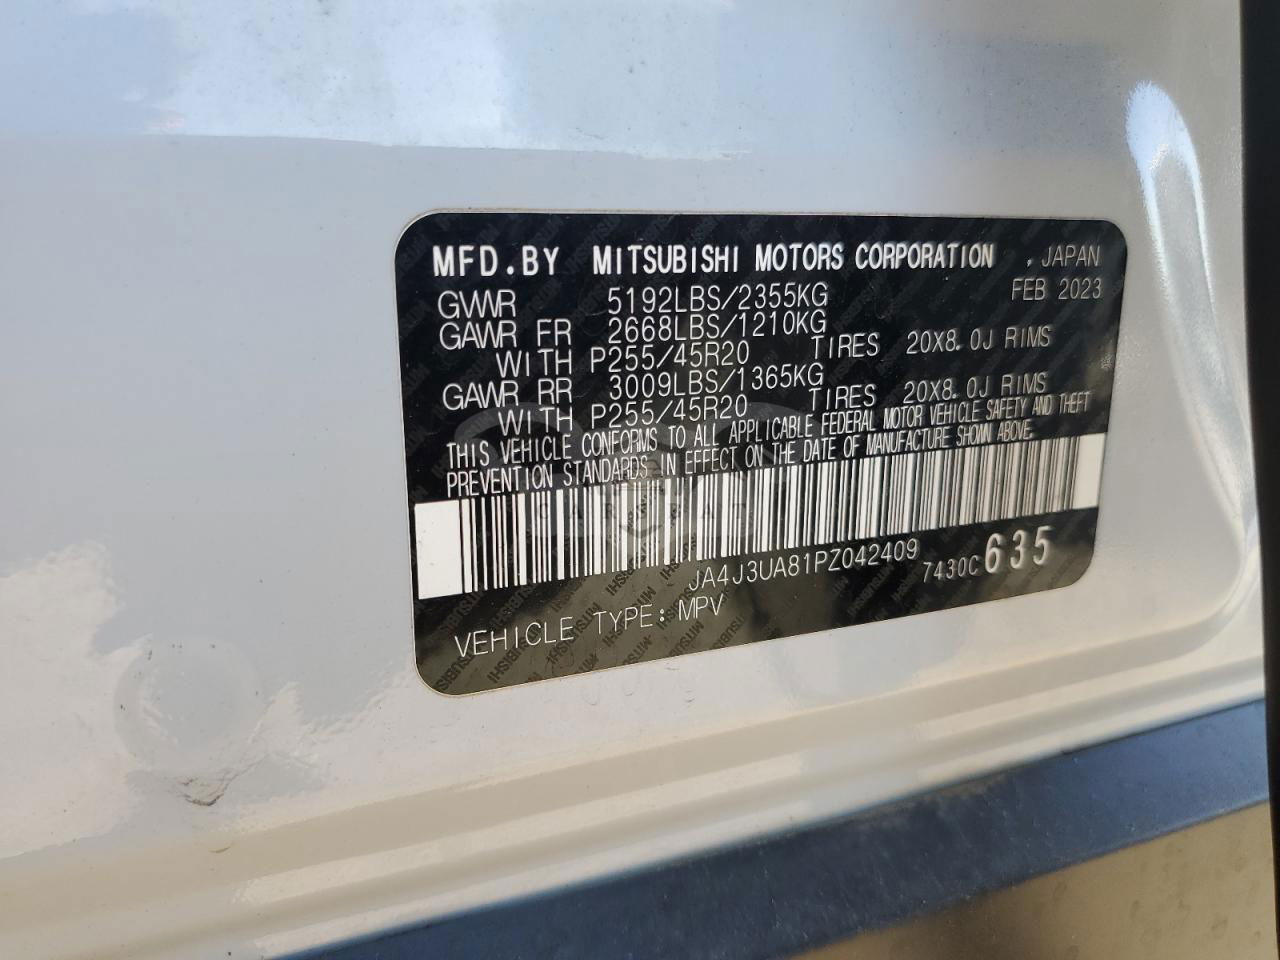 MFD.BY MITSUBISHI MOTORS CORPORATION , JAPAN
FEB 2023
GVWR 5192LBS/2355KG
GAWR FR 2668LBS/1210KG
WITH P255/45R20 TIRES 20X8.0J RIMS
GAWR RR 3009LBS/1365KG
WITH P255/45R20 TIRES 20X8.0J RIMS
THIS VEHICLE CONFORMS TO ALL APPLICABLE FEDERAL MOTOR VEHICLE SAFETY AND THEFT
PREVENTION STANDARDS IN EFFECT ON THE DATE OF MANUFACTURE SHOWN ABOVE.
JA4J3UA81PZ042409 7430C 635
VEHICLE TYPE: MPV